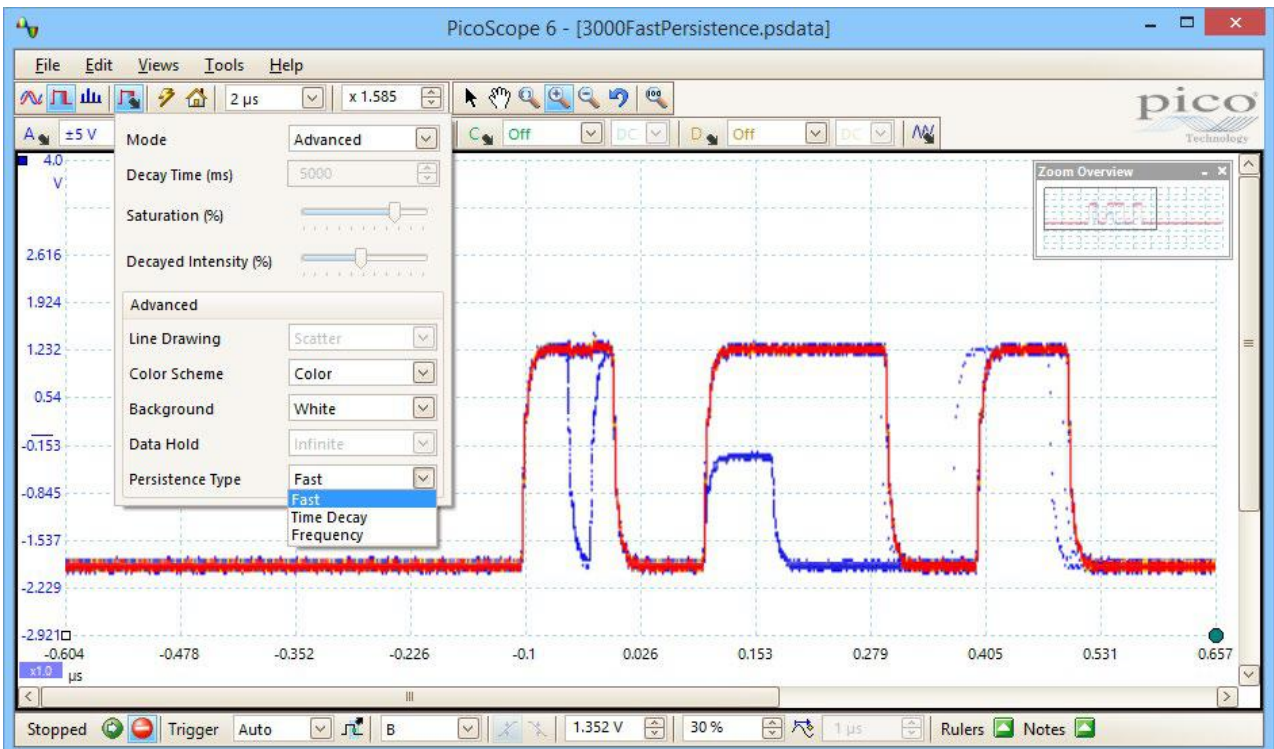 PicoScope 6 - [3000FastPersistence.psdata]
File Edit Views Tools Help
2 µs x 1.585
pico
Technology
A ±5 V C Off DC D Off DC
Mode Advanced
Decay Time (ms) 5000
Saturation (%)
Decayed Intensity (%)
Advanced
Line Drawing Scatter
Color Scheme Color
Background White
Data Hold Infinite
Persistence Type Fast
Fast
Time Decay
Frequency
Zoom Overview
4.0
V
2.616
1.924
1.232
0.54
-0.153
-0.845
-1.537
-2.229
-2.921
-0.604 -0.478 -0.352 -0.226 -0.1 0.026 0.153 0.279 0.405 0.531 0.657
x1.0 µs
Stopped Trigger Auto B 1.352 V 30 % 1 µs Rulers Notes